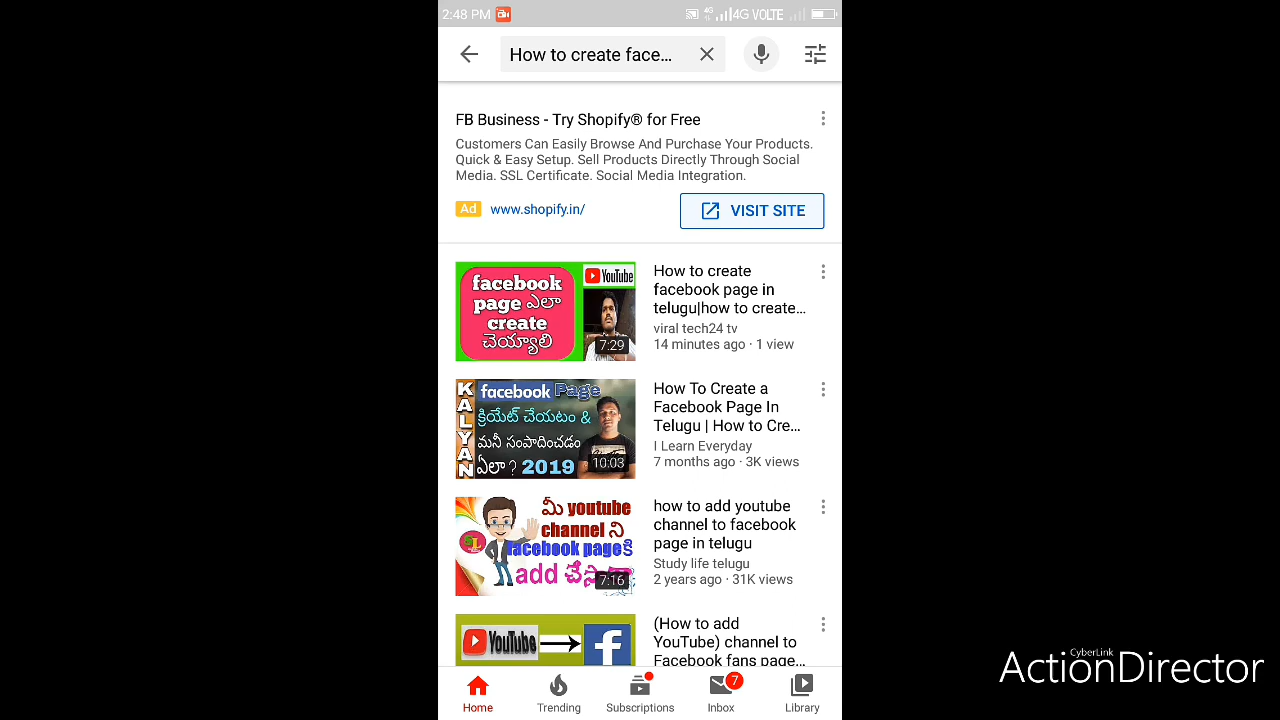 2:48 PM 4G 4G VOLTE
How to create face...
FB Business - Try Shopify® for Free
Customers Can Easily Browse And Purchase Your Products.
Quick & Easy Setup. Sell Products Directly Through Social
Media. SSL Certificate. Social Media Integration.
Ad www.shopify.in/
VISIT SITE
facebook
page ఎలా
create
చెయ్యాలి
YouTube
7:29
How to create
facebook page in
telugu|how to create...
viral tech24 tv
14 minutes ago · 1 view
KALYAN
facebook Page
క్రియేట్ చేయటం &
మనీ సంపాదించడం
ఏలా ? 2019
10:03
How To Create a
Facebook Page In
Telugu | How to Cre...
I Learn Everyday
7 months ago · 3K views
మీ youtube
channel ని
facebook pageకి
add
7:16
how to add youtube
channel to facebook
page in telugu
Study life telugu
2 years ago · 31K views
YouTube
f
(How to add
YouTube) channel to
Facebook fans page...
Home
Trending
Subscriptions
7
Inbox
Library
CyberLink
ActionDirector